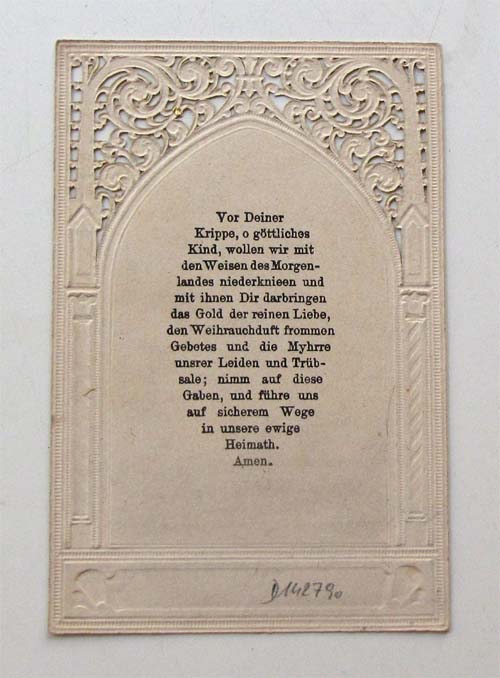 Vor Deiner
Krippe, o göttliches
Kind, wollen wir mit
den Weisen des Morgen-
landes niederknieen und
mit ihnen Dir darbringen
das Gold der reinen Liebe,
den Weihrauchduft frommen
Gebetes und die Myhrre
unsrer Leiden und Trüb-
sale; nimm auf diese
Gaben, und führe uns
auf sicherem Wege
in unsere ewige
Heimath.
Amen.